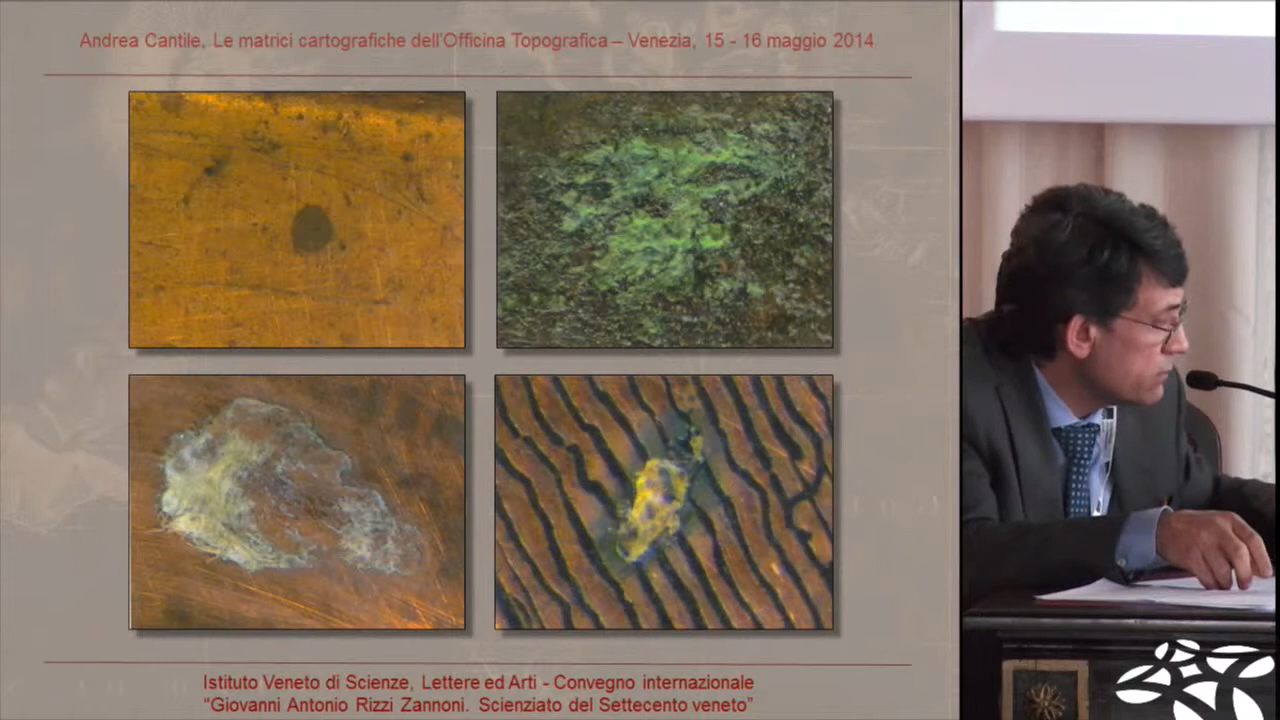 Andrea Cantile, Le matrici cartografiche dell'Officina Topografica – Venezia, 15 - 16 maggio 2014
Istituto Veneto di Scienze, Lettere ed Arti - Convegno internazionale
“Giovanni Antonio Rizzi Zannoni. Scienziato del Settecento veneto”